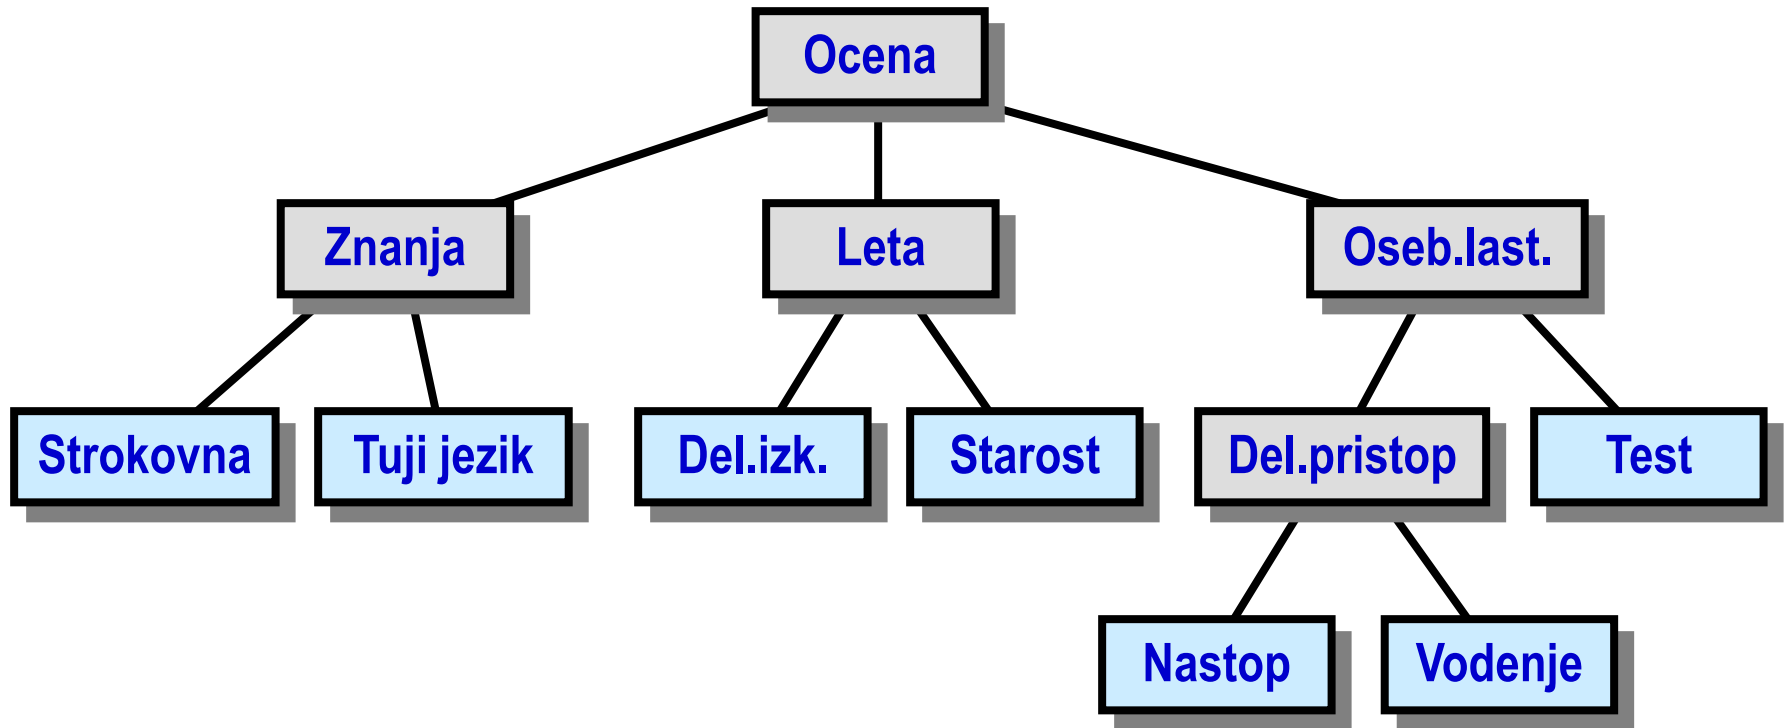 Ocena
Znanja
Leta
Oseb.last.
Strokovna
Tuji jezik
Del.izk.
Starost
Del.pristop
Test
Nastop
Vodenje